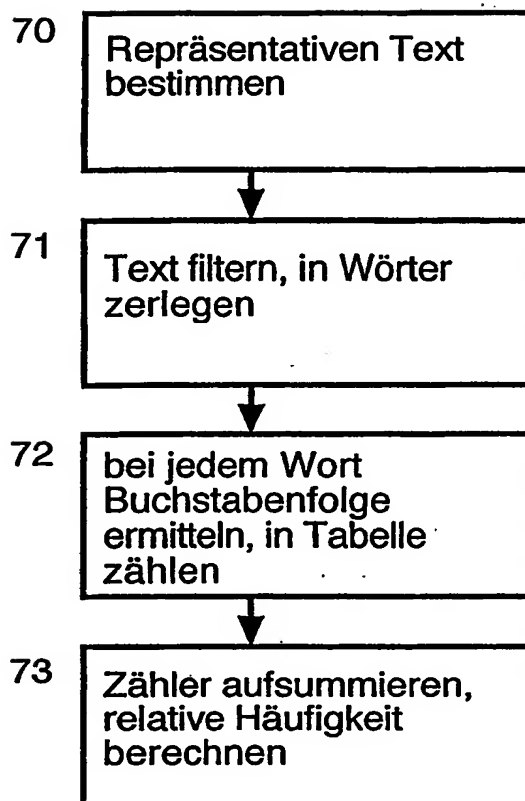 70
Repräsentativen Text
bestimmen
71
Text filtern, in Wörter
zerlegen
72
bei jedem Wort
Buchstabenfolge
ermitteln, in Tabelle
zählen
73
Zähler aufsummieren,
relative Häufigkeit
berechnen